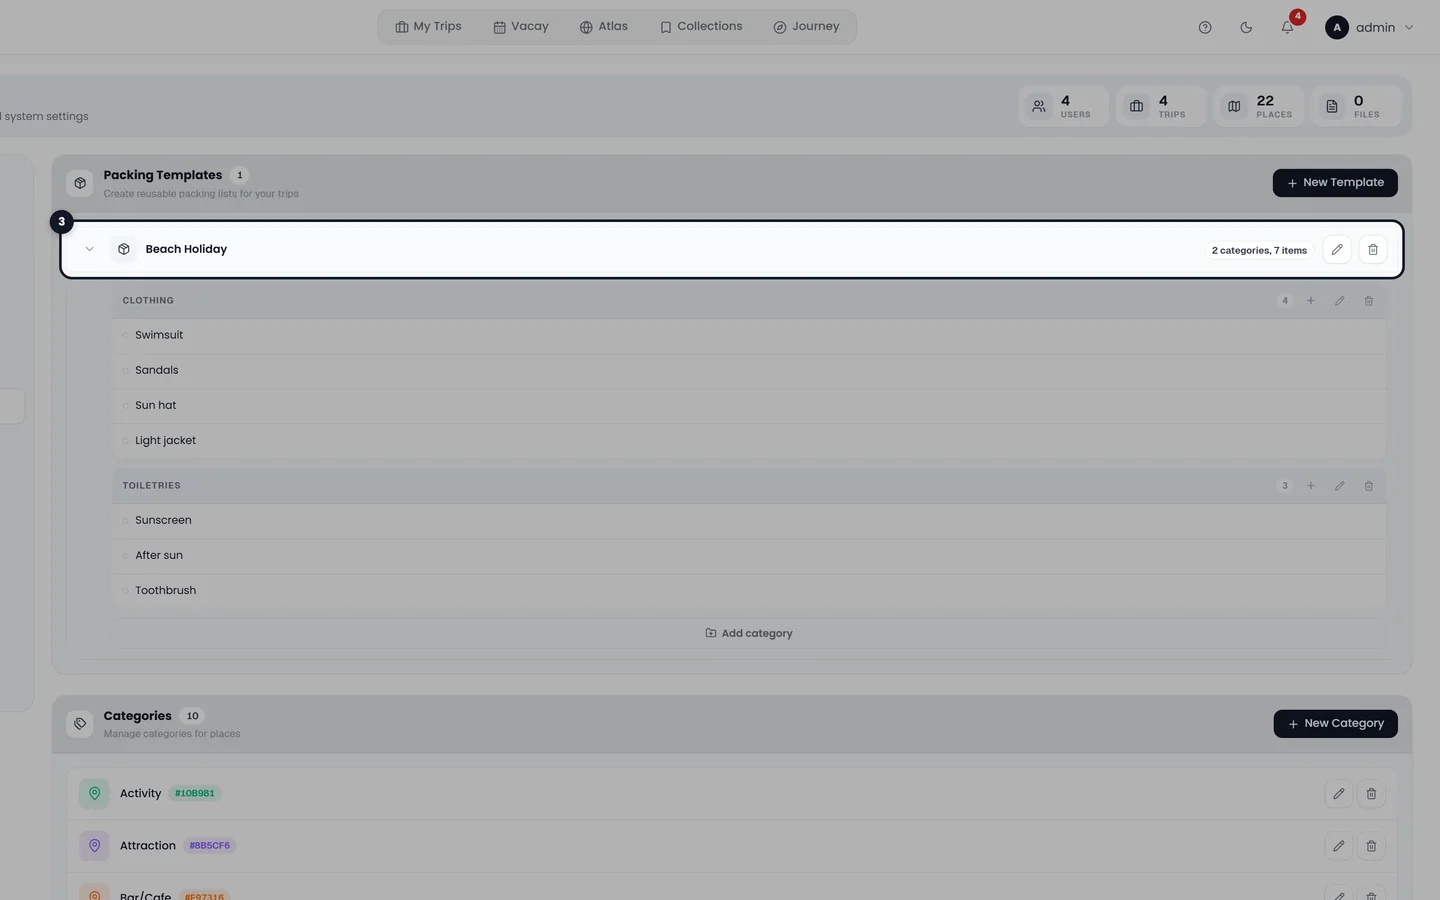 My Trips Vacay Atlas Collections Journey 4 A admin
4 USERS 4 TRIPS 22 PLACES 0 FILES
system settings
Packing Templates 1
Create reusable packing lists for your trips
+ New Template
3
Beach Holiday 2 categories, 7 items
CLOTHING 4
Swimsuit
Sandals
Sun hat
Light jacket
TOILETRIES 3
Sunscreen
After sun
Toothbrush
Add category
Categories 10
Manage categories for places
+ New Category
Activity #10B981
Attraction #8B5CF6
Bar/Cafe #F97316